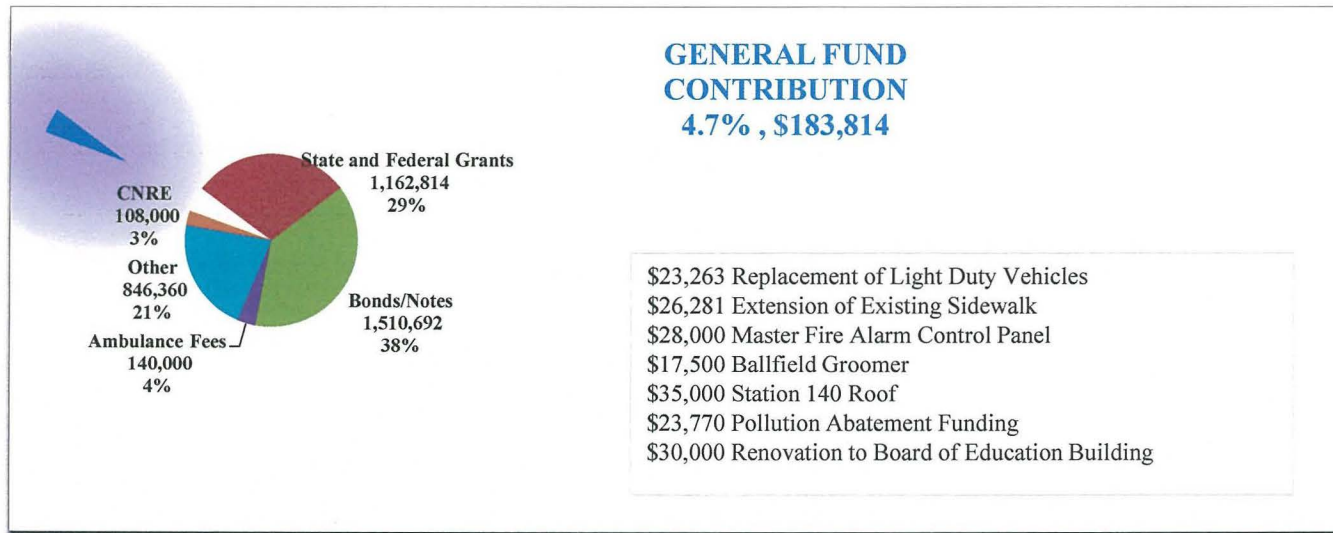 GENERAL FUND
CONTRIBUTION
4.7% , $183,814
State and Federal Grants
1,162,814
29%
CNRE
108,000
3%
Other
846,360
21%
Bonds/Notes
1,510,692
38%
Ambulance Fees
140,000
4%
$23,263 Replacement of Light Duty Vehicles
$26,281 Extension of Existing Sidewalk
$28,000 Master Fire Alarm Control Panel
$17,500 Ballfield Groomer
$35,000 Station 140 Roof
$23,770 Pollution Abatement Funding
$30,000 Renovation to Board of Education Building